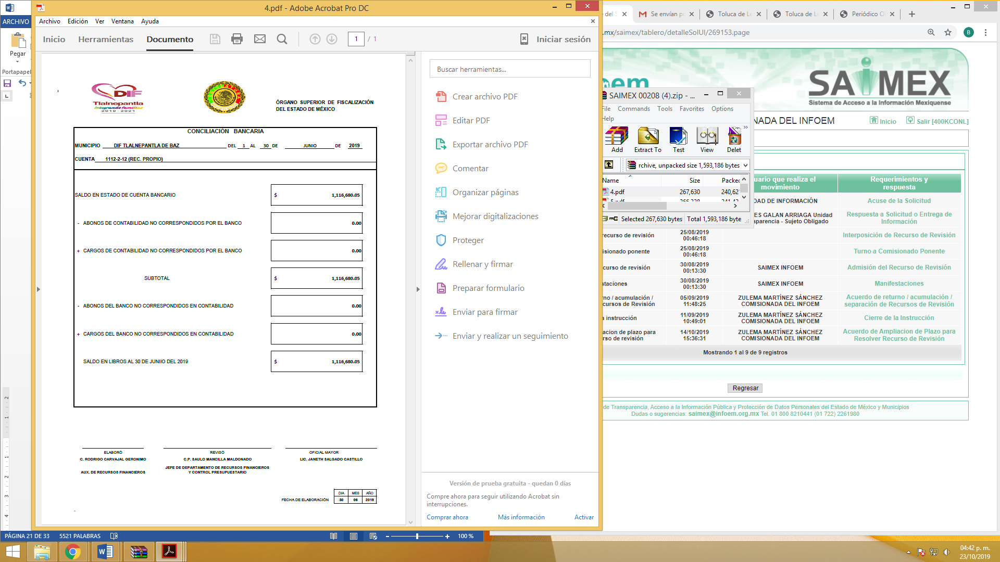 4.pdf - Adobe Acrobat Pro DC
ARCHIVO
Pegar
Portapapel
Archivo Edición Ver Ventana Ayuda
Inicio Herramientas Documento 1 / 1 Iniciar sesión
DIF
Tlalnepantla
Integrando familias
2019 - 2021
ÓRGANO SUPERIOR DE FISCALIZACIÓN
DEL ESTADO DE MÉXICO
CONCILIACIÓN BANCARIA
MUNICIPIO DIF TLALNEPANTLA DE BAZ DEL 1 AL 30 DE JUNIO DE 2019
CUENTA 1112-2-12 (REC. PROPIO)
SALDO EN ESTADO DE CUENTA BANCARIO $ 1,116,680.05
- ABONOS DE CONTABILIDAD NO CORRESPONDIDOS POR EL BANCO 0.00
+ CARGOS DE CONTABILIDAD NO CORRESPONDIDOS POR EL BANCO 0.00
SUBTOTAL $ 1,116,680.05
- ABONOS DEL BANCO NO CORRESPONDIDOS EN CONTABILIDAD 0.00
+ CARGOS DEL BANCO NO CORRESPONDIDOS EN CONTABILIDAD 0.00
SALDO EN LIBROS AL 30 DE JUNIIO DEL 2019 $ 1,116,680.05
ELABORÓ REVISÓ OFICIAL MAYOR
C. RODRIGO CARVAJAL GERONIMO C.P. SAULO MANCILLA MALDONADO LIC. JANETH SALGADO CASTILLO
AUX. DE RECURSOS FINANCIEROS JEFE DE DEPARTAMENTO DE RECURSOS FINANCIEROS
Y CONTROL PRESUPUESTARIO
DIA MES AÑO
FECHA DE ELABORACIÓN 30 06 2019
Buscar herramientas...
Crear archivo PDF
Editar PDF
Exportar archivo PDF
Comentar
Organizar páginas
Mejorar digitalizaciones
Proteger
Rellenar y firmar
Preparar formulario
Enviar para firmar
Enviar y realizar un seguimiento
Versión de prueba gratuita - quedan 0 días
Compre ahora para seguir utilizando Acrobat sin
interrupciones.
Comprar ahora Más información Activar
e del S Se envían p Toluca de Le Toluca de Le Periódico O
.mx/saimex/tablero/detalleSolUI/269153.page B
oem
SAIMEX
Sistema de Acceso a la Información Mexiquense
NADA DEL INFOEM Inicio Salir [400KCONL]
SAIMEX 00208 (4).zip - ...
File Commands Tools Favorites Options
Help
Add Extract To Test View Delet
rchive, unpacked size 1,593,186 bytes
Name Size Packed
4.pdf 267,630 240,62
5.pdf
Selected 267,630 bytes Total 1,593,186 byte
uario que realiza el
movimiento
Requerimientos y
respuesta
DAD DE INFORMACIÓN Acuse de la Solicitud
ES GALAN ARRIAGA Unidad
sparencia - Sujeto Obligado
Respuesta a Solicitud o Entrega de
Información
recurso de revisión 25/08/2019
00:46:18 Interposición de Recurso de Revisión
isionado ponente 25/08/2019
00:46:18 Turno a Comisionado Ponente
curso de revisión 30/08/2019
00:13:30 SAIMEX INFOEM Admisión del Recurso de Revisión
staciones 30/08/2019
00:13:30 SAIMEX INFOEM Manifestaciones
rno / acumulación /
cursos de Revisión 05/09/2019
11:48:25 ZULEMA MARTÍNEZ SÁNCHEZ
COMISIONADA DEL INFOEM Acuerdo de returno / acumulación /
separación de Recursos de Revisión
a instrucción 11/09/2019
10:49:01 ZULEMA MARTÍNEZ SÁNCHEZ
COMISIONADA DEL INFOEM Cierre de la Instrucción
acion de plazo para
rso de revisión 14/10/2019
15:36:31 ZULEMA MARTÍNEZ SÁNCHEZ
COMISIONADA DEL INFOEM Acuerdo de Ampliacion de Plazo para
Resolver Recurso de Revisión
Mostrando 1 al 9 de 9 registros
Regresar
de Transparencia, Acceso a la Información Pública y Protección de Datos Personales del Estado de México y Municipios
Dudas o sugerencias: saimex@infoem.org.mx Tel. 01 800 8210441 (01 722) 2261980
PÁGINA 21 DE 33 5521 PALABRAS 100 %
04:42 p. m.
23/10/2019